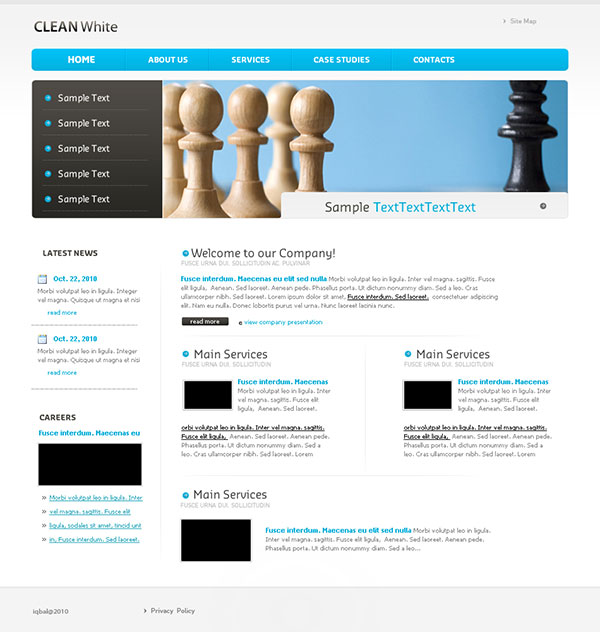 CLEAN White
Site Map
HOME ABOUT US SERVICES CASE STUDIES CONTACTS
Sample Text
Sample Text
Sample Text
Sample Text
Sample Text
Sample TextTextTextText
LATEST NEWS
Oct. 22, 2010
Morbi volutpat leo in ligula. Integer
vel magna. Quisque ut magna et nisi
read more
Oct. 22, 2010
Morbi volutpat leo in ligula. Integer
vel magna. Quisque ut magna et nisi
read more
CAREERS
Fusce interdum. Maecenas eu
» Morbi volutpat leo in ligula. Inter
» vel magna. sagittis. Fusce elit
» ligula, sodales sit amet, tincid unt
» in, Fusce interdum. Sed laoreet.
Welcome to our Company!
FUSCE URNA DUI, SOLLICITUDIN AC, PULVINAR
Fusce interdum. Maecenas eu elit sed nulla Morbi volutpat leo in ligula. Inter vel magna. sagittis. Fusce
elit ligula, Aenean. Sed laoreet. Aenean pede. Phasellus porta. Ut dictum nonummy diam. Sed a leo. Cras
ullamcorper nibh. Sed laoreet. Lorem ipsum dolor sit amet, Fusce interdum. Sed laoreet. consectetuer adipiscing
elit. Nam eu nulla. Donec lobortis purus vel urna. Nunc laoreet lacinia nunc.
read more
view company presentation
Main Services
FUSCE URNA DUI, SOLLICITUDIN
Fusce interdum. Maecenas
Morbi volutpat leo in ligula. Inter
vel magna. sagittis. Fusce elit
ligula, Aenean. Sed laoreet.
orbi volutpat leo in ligula. Inter vel magna. sagittis.
Fusce elit ligula, Aenean. Sed laoreet. Aenean pede.
Phasellus porta. Ut dictum nonummy diam. Sed a
leo. Cras ullamcorper nibh. Sed laoreet. Lorem
Main Services
FUSCE URNA DUI, SOLLICITUDIN
Fusce interdum. Maecenas
Morbi volutpat leo in ligula. Inter
vel magna. sagittis. Fusce elit
ligula, Aenean. Sed laoreet.
orbi volutpat leo in ligula. Inter vel magna. sagittis.
Fusce elit ligula, Aenean. Sed laoreet. Aenean pede.
Phasellus porta. Ut dictum nonummy diam. Sed a
leo. Cras ullamcorper nibh. Sed laoreet. Lorem
Main Services
FUSCE URNA DUI, SOLLICITUDIN
Fusce interdum. Maecenas eu elit sed nulla Morbi volutpat leo in ligula.
Inter vel magna. sagittis. Fusce elit ligula, Aenean. Sed laoreet. Aenean pede.
Phasellus porta. Ut dictum nonummy diam. Sed a leo...
iqbal@2010
Privacy Policy